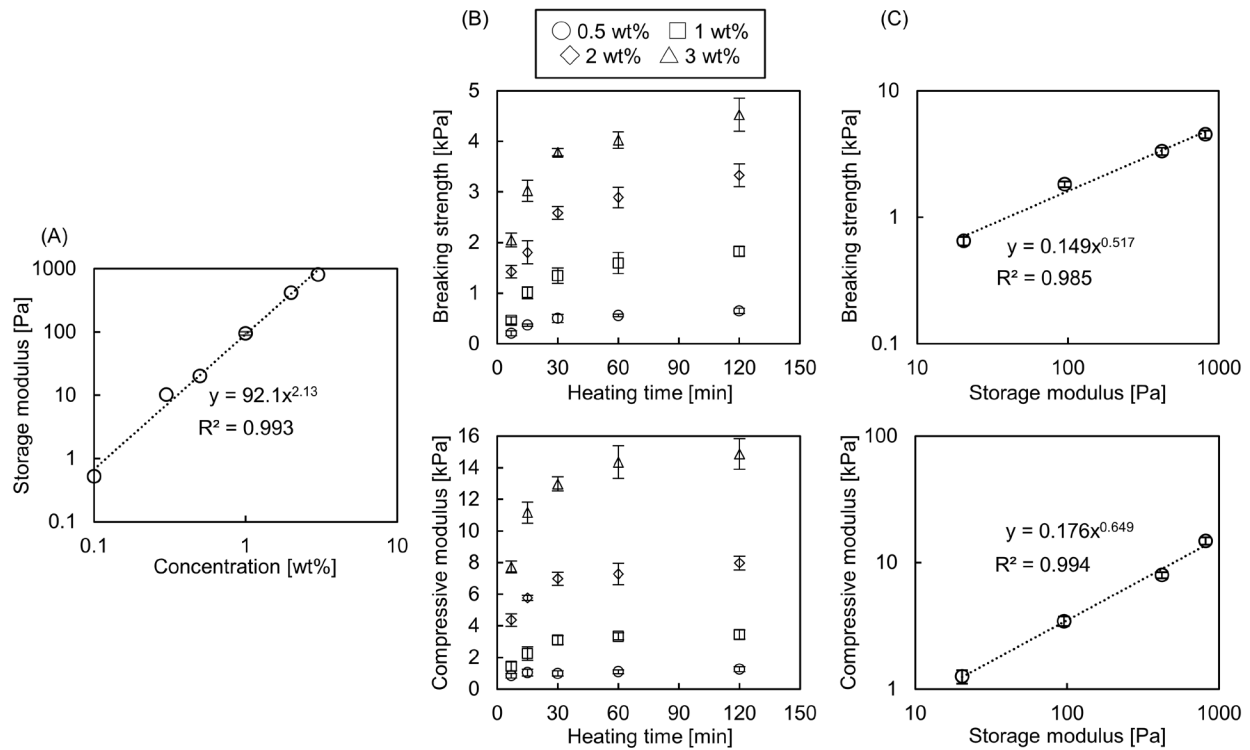 (A)
1000
100
10
1
0.1
0.1
1
10
Storage modulus [Pa]
Concentration [wt%]
y = 92.1x^2.13
R² = 0.993
(B)
0.5 wt% 1 wt%
2 wt% 3 wt%
5
4
3
2
1
0
0 30 60 90 120 150
Breaking strength [kPa]
Heating time [min]
16
14
12
10
8
6
4
2
0
0 30 60 90 120 150
Compressive modulus [kPa]
Heating time [min]
(C)
10
1
0.1
10 100 1000
Breaking strength [kPa]
Storage modulus [Pa]
y = 0.149x^0.517
R² = 0.985
100
10
1
10 100 1000
Compressive modulus [kPa]
Storage modulus [Pa]
y = 0.176x^0.649
R² = 0.994